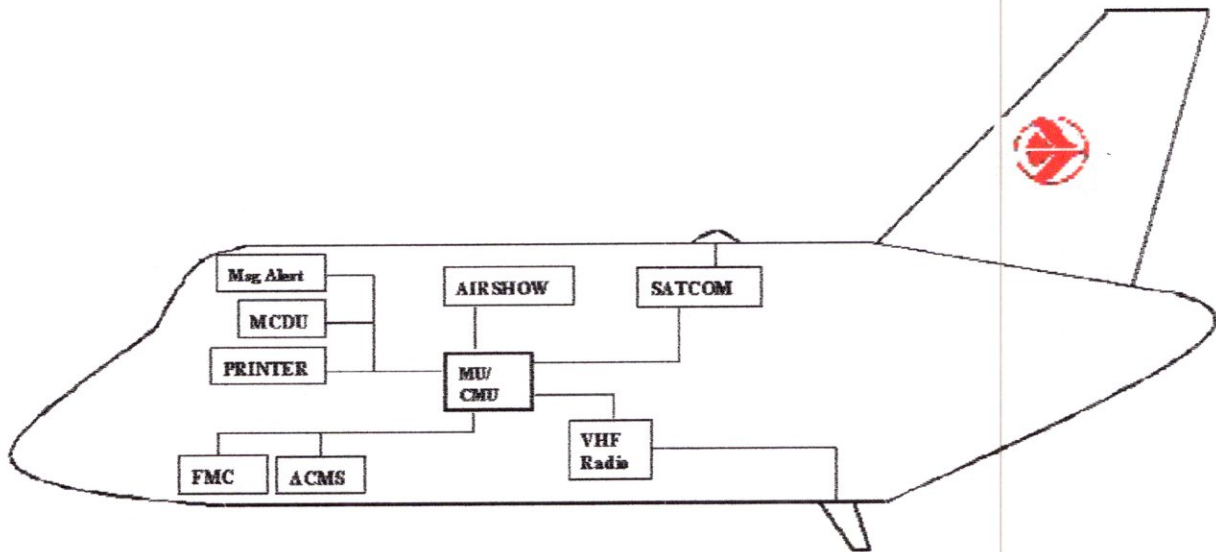 Msg Alert
AIRSHOW
SATCOM
MCDU
PRINTER
MU/
CMU
VHF
Radio
FMC
ACMS